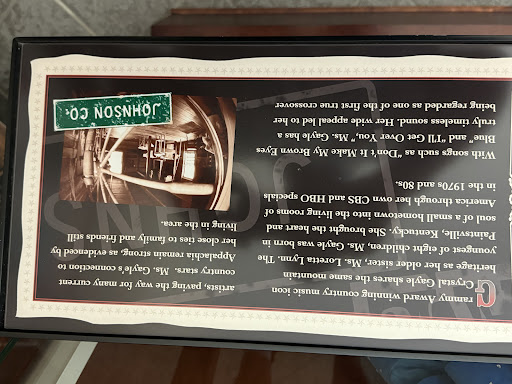 Grammy Award winning country music icon
Crystal Gayle shares the same mountain
heritage as her older sister, Ms. Loretta Lynn. The
youngest of eight children, Ms. Gayle was born in
Paintsville, Kentucky. She brought the heart and
soul of a small hometown into the living rooms of
America through her own CBS and HBO specials
in the 1970s and 80s.
With songs such as "Don't It Make My Brown Eyes
Blue" and "I'll Get Over You," Ms. Gayle has a
truly timeless sound. Her wide appeal led to her
being regarded as one of the first true crossover
artists, paving the way for many current
country stars. Ms. Gayle's connection to
Appalachia remain strong, as evidenced by
her close ties to family and friends still
living in the area.
JOHNSON CO.